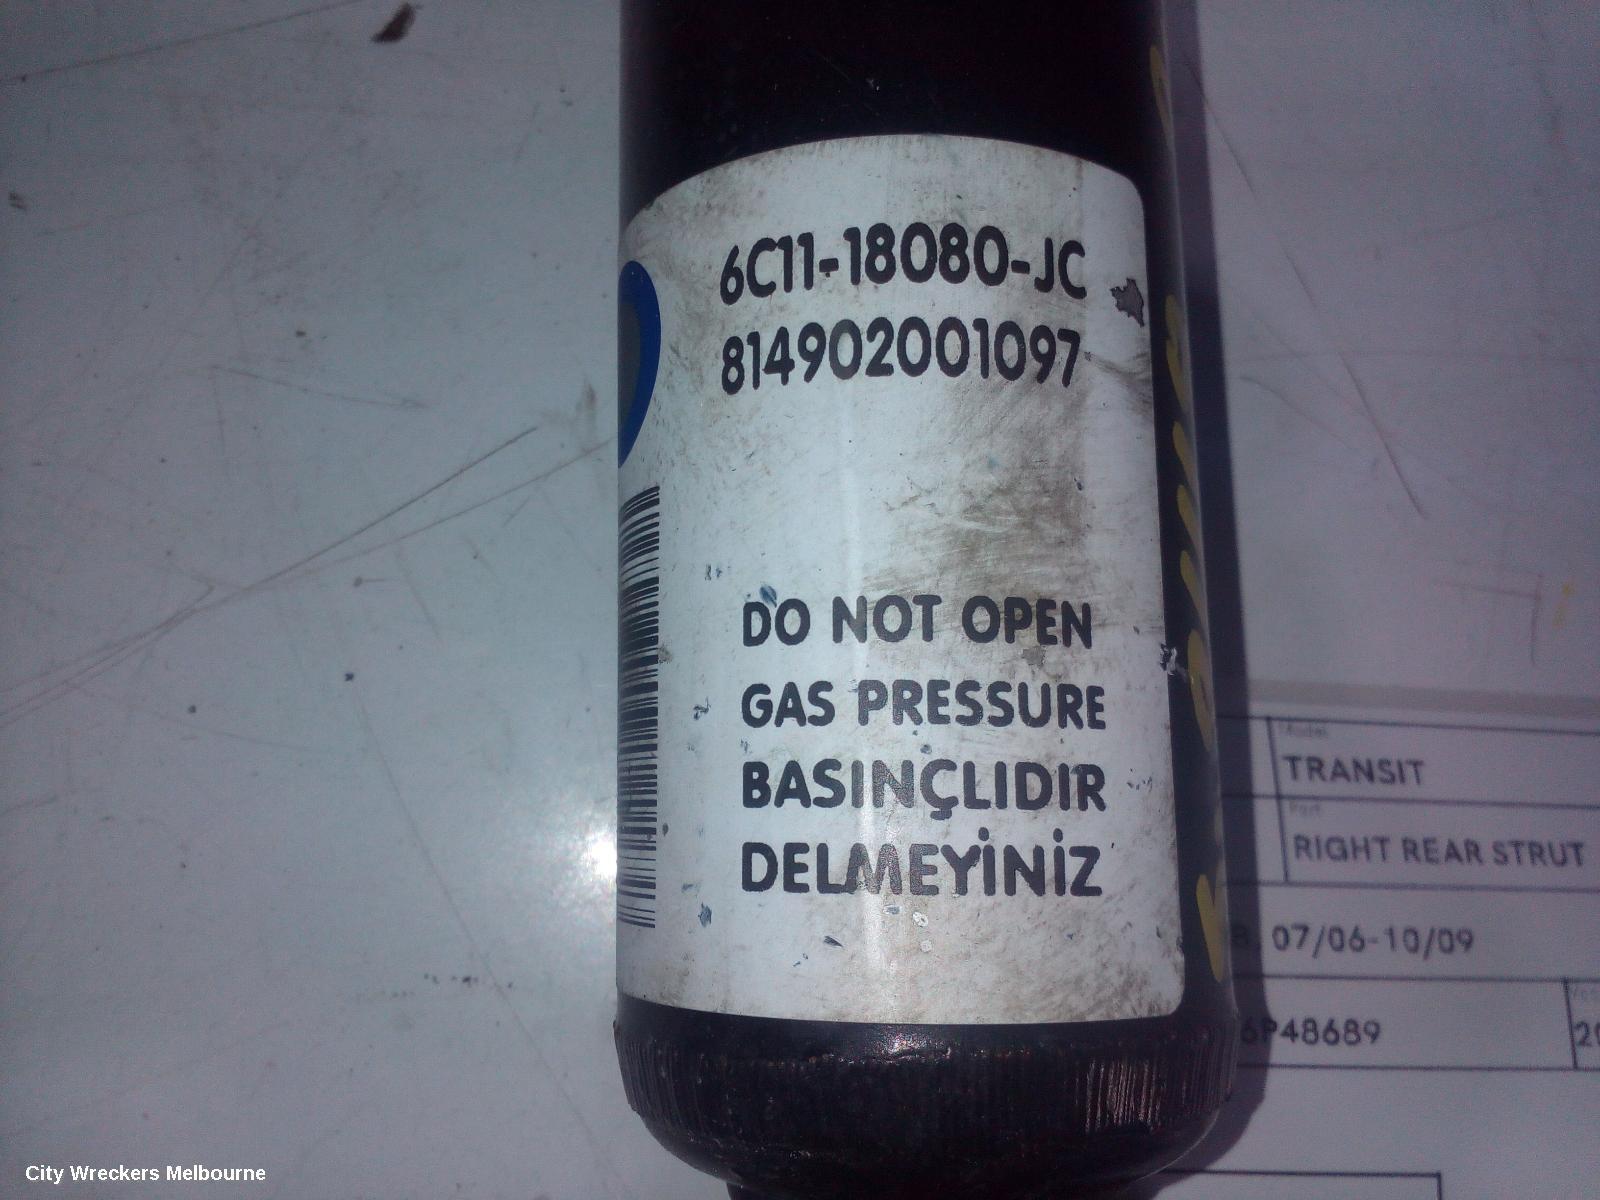 6C11-18080-JC
814902001097
DO NOT OPEN
GAS PRESSURE
BASINÇLIDIR
DELMEYİNİZ
Model
TRANSIT
Part
RIGHT REAR STRUT
07/06-10/09
6P48689
City Wreckers Melbourne